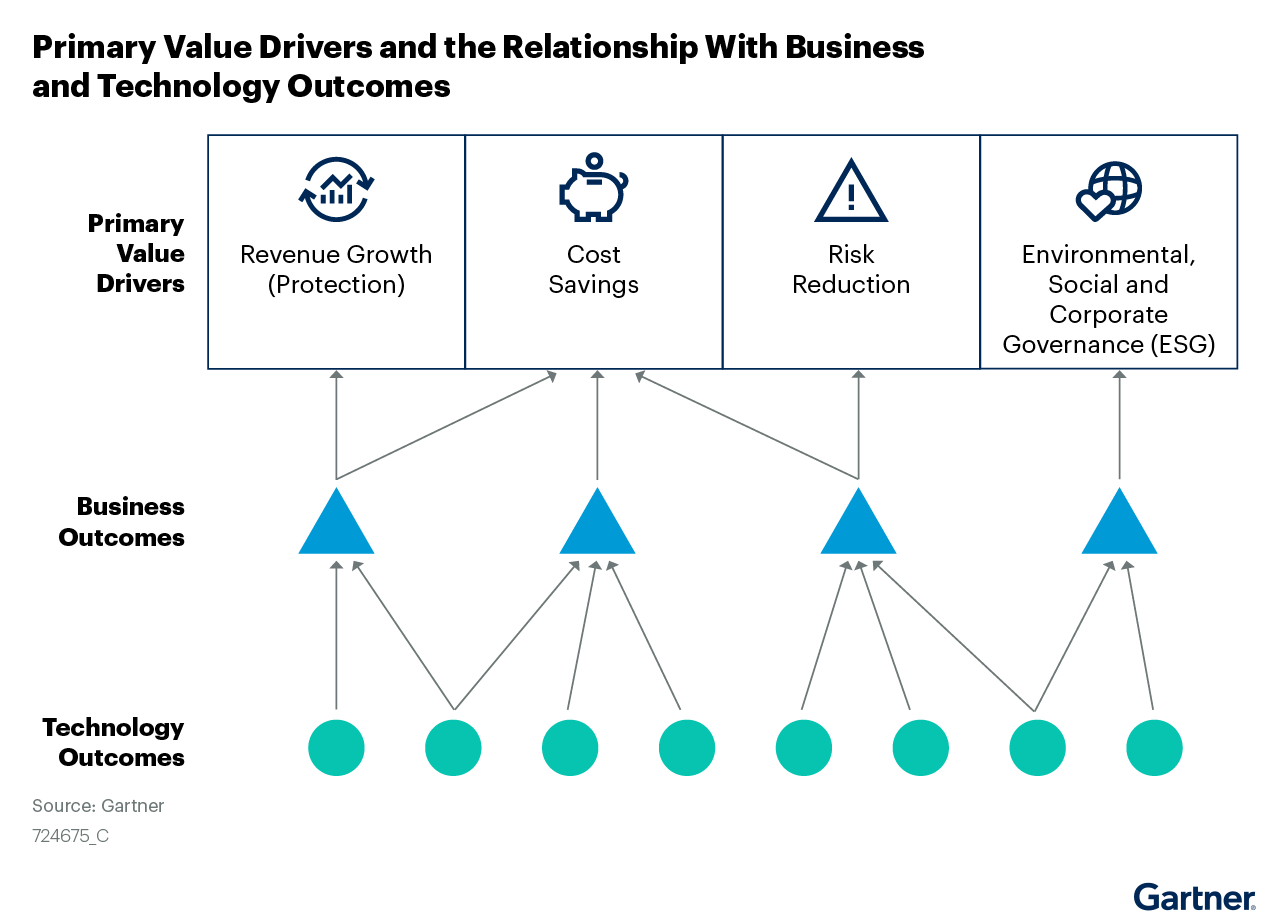 Primary Value Drivers and the Relationship With Business
and Technology Outcomes
Primary
Value
Drivers
Revenue Growth
(Protection)
Cost
Savings
Risk
Reduction
Environmental,
Social and
Corporate
Governance (ESG)
Business
Outcomes
Technology
Outcomes
Source: Gartner
724675_C
Gartner®